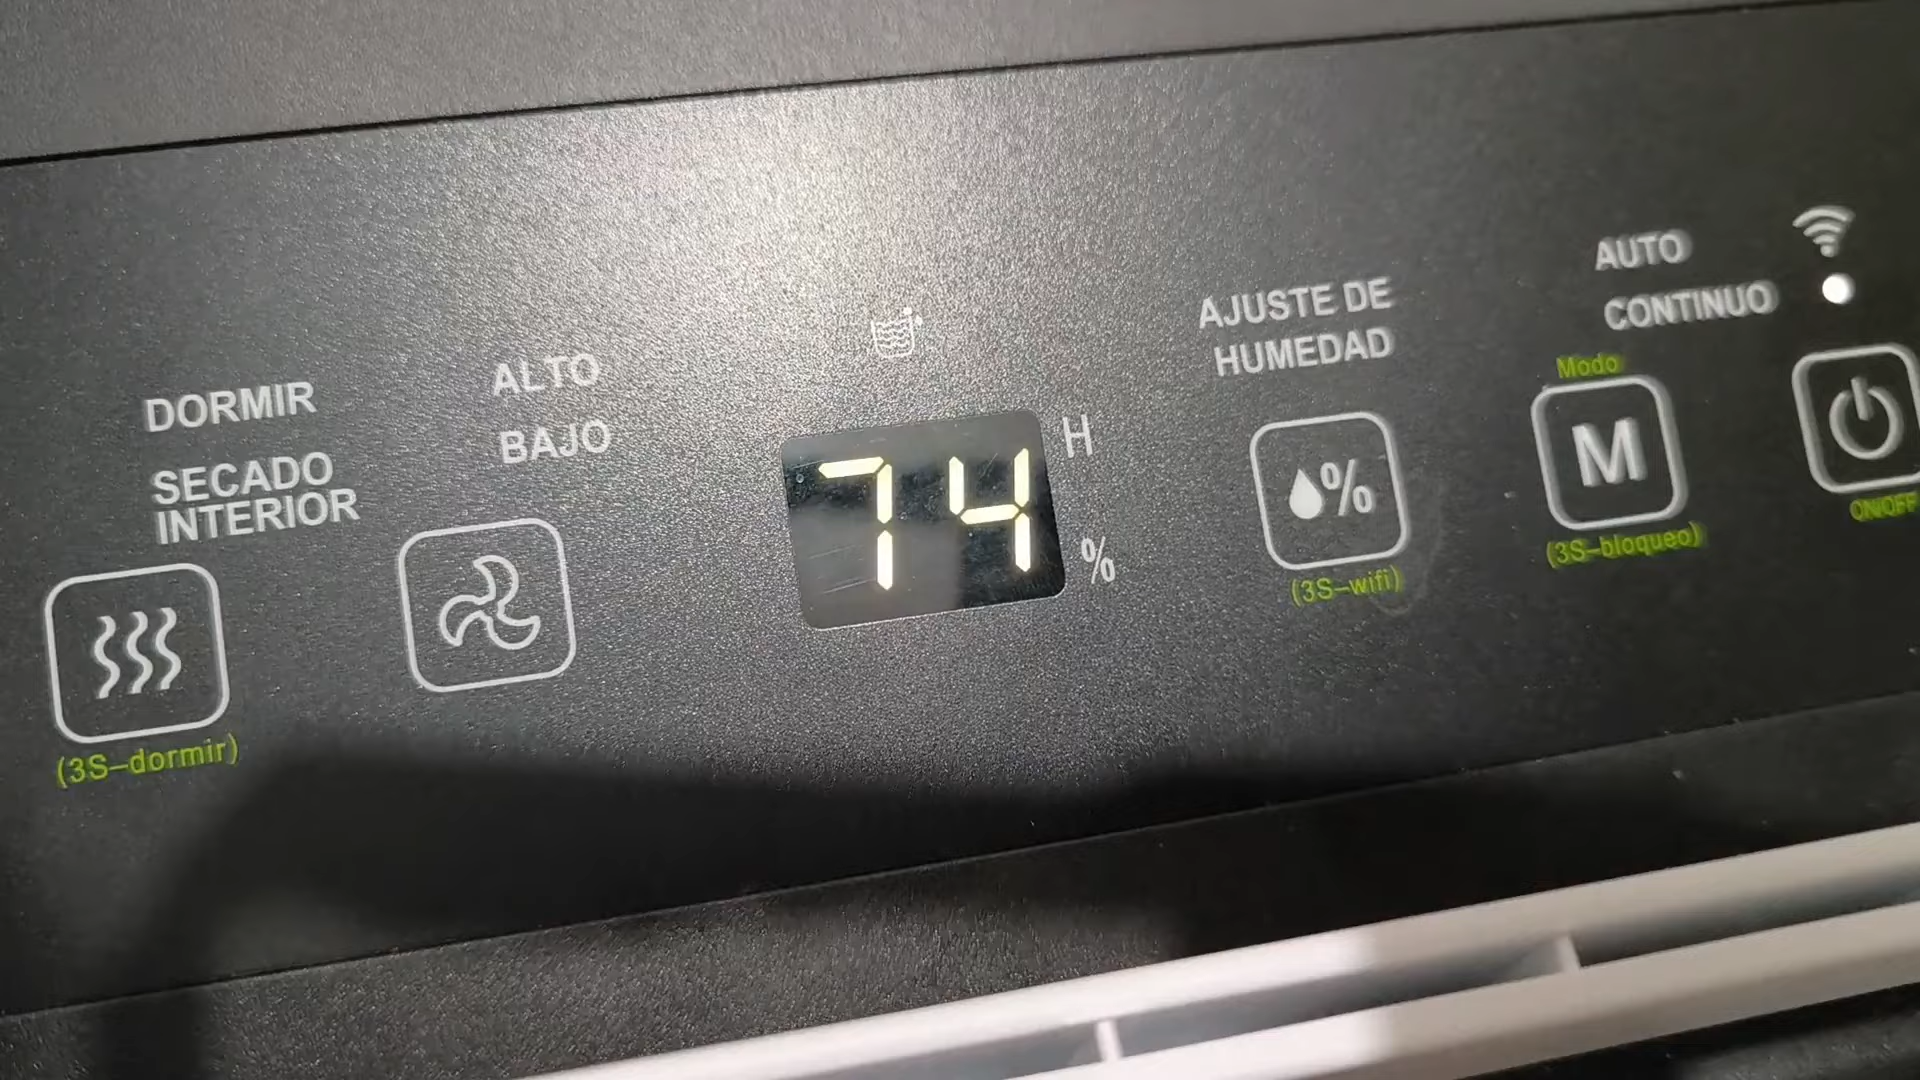 DORMIR
SECADO
INTERIOR
(3S-dormir)
ALTO
BAJO
74
H
%
AJUSTE DE
HUMEDAD
%
(3S-wifi)
AUTO
CONTINUO
Modo
M
(3S-bloqueo)
ON/OFF